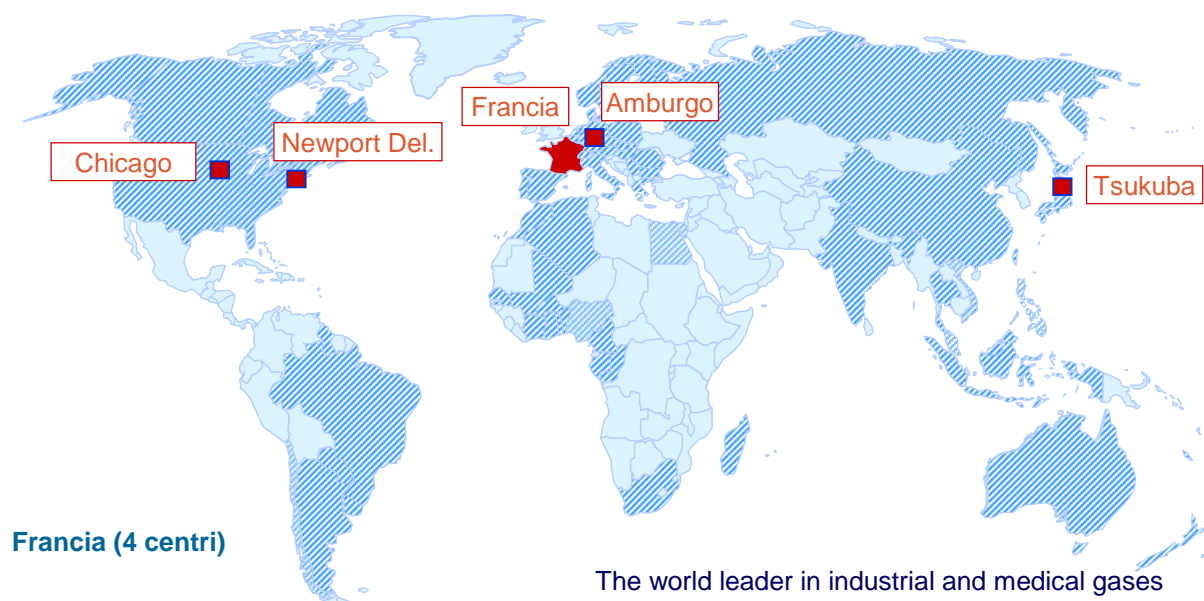 Francia
Amburgo
Newport Del.
Chicago
Tsukuba
Francia (4 centri)
The world leader in industrial and medical gases